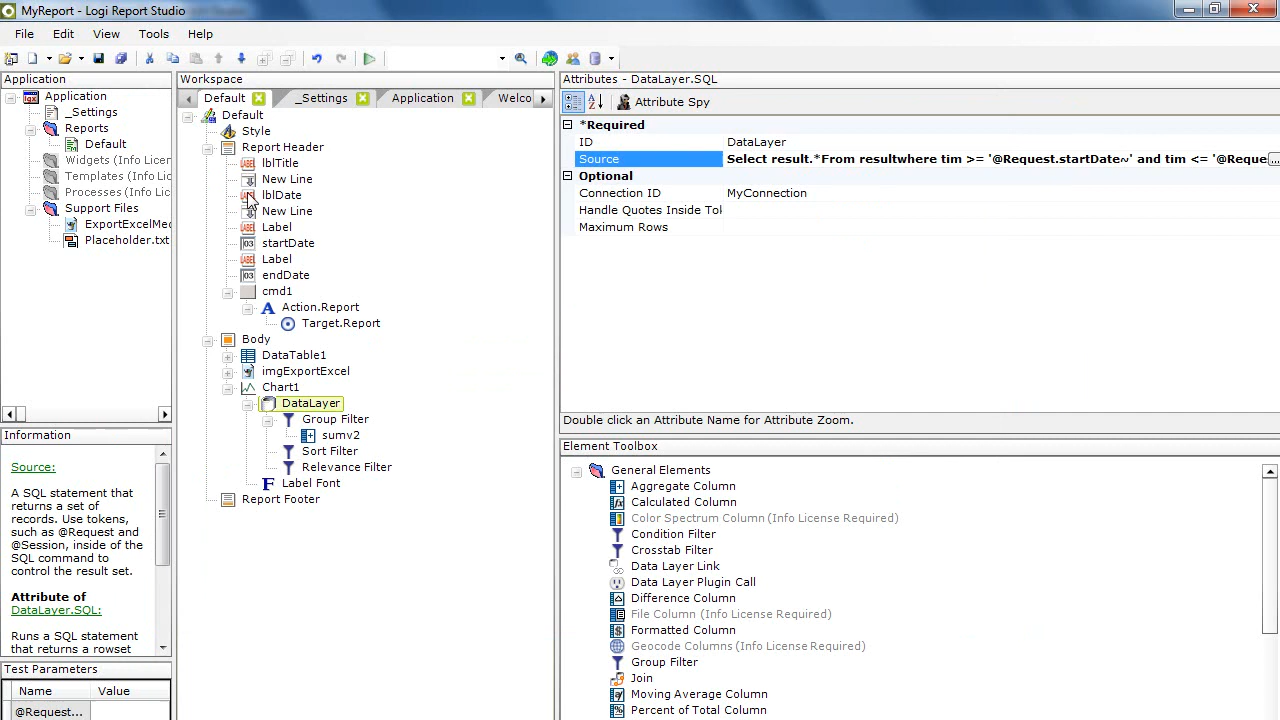 MyReport - Logi Report Studio
File Edit View Tools Help
Application
Application
_Settings
Reports
Default
Widgets (Info Licen
Templates (Info Lice
Processes (Info Lice
Support Files
ExportExcelMed
Placeholder.txt
Information
Source:
A SQL statement that
returns a set of
records. Use tokens,
such as @Request and
@Session, inside of the
SQL command to
control the result set.
Attribute of
DataLayer.SQL:
Runs a SQL statement
that returns a rowset
Test Parameters
Name Value
@Request...
Workspace
Default _Settings Application Welco
Default
Style
Report Header
lblTitle
New Line
lblDate
New Line
Label
startDate
Label
endDate
cmd1
Action.Report
Target.Report
Body
DataTable1
imgExportExcel
Chart1
DataLayer
Group Filter
sumv2
Sort Filter
Relevance Filter
Label Font
Report Footer
Attributes - DataLayer.SQL
Attribute Spy
*Required
ID DataLayer
Source Select result.*From resultwhere tim >= '@Request.startDate~' and tim <= '@Reque ...
Optional
Connection ID MyConnection
Handle Quotes Inside Tok
Maximum Rows
Double click an Attribute Name for Attribute Zoom.
Element Toolbox
General Elements
Aggregate Column
Calculated Column
Color Spectrum Column (Info License Required)
Condition Filter
Crosstab Filter
Data Layer Link
Data Layer Plugin Call
Difference Column
File Column (Info License Required)
Formatted Column
Geocode Columns (Info License Required)
Group Filter
Join
Moving Average Column
Percent of Total Column